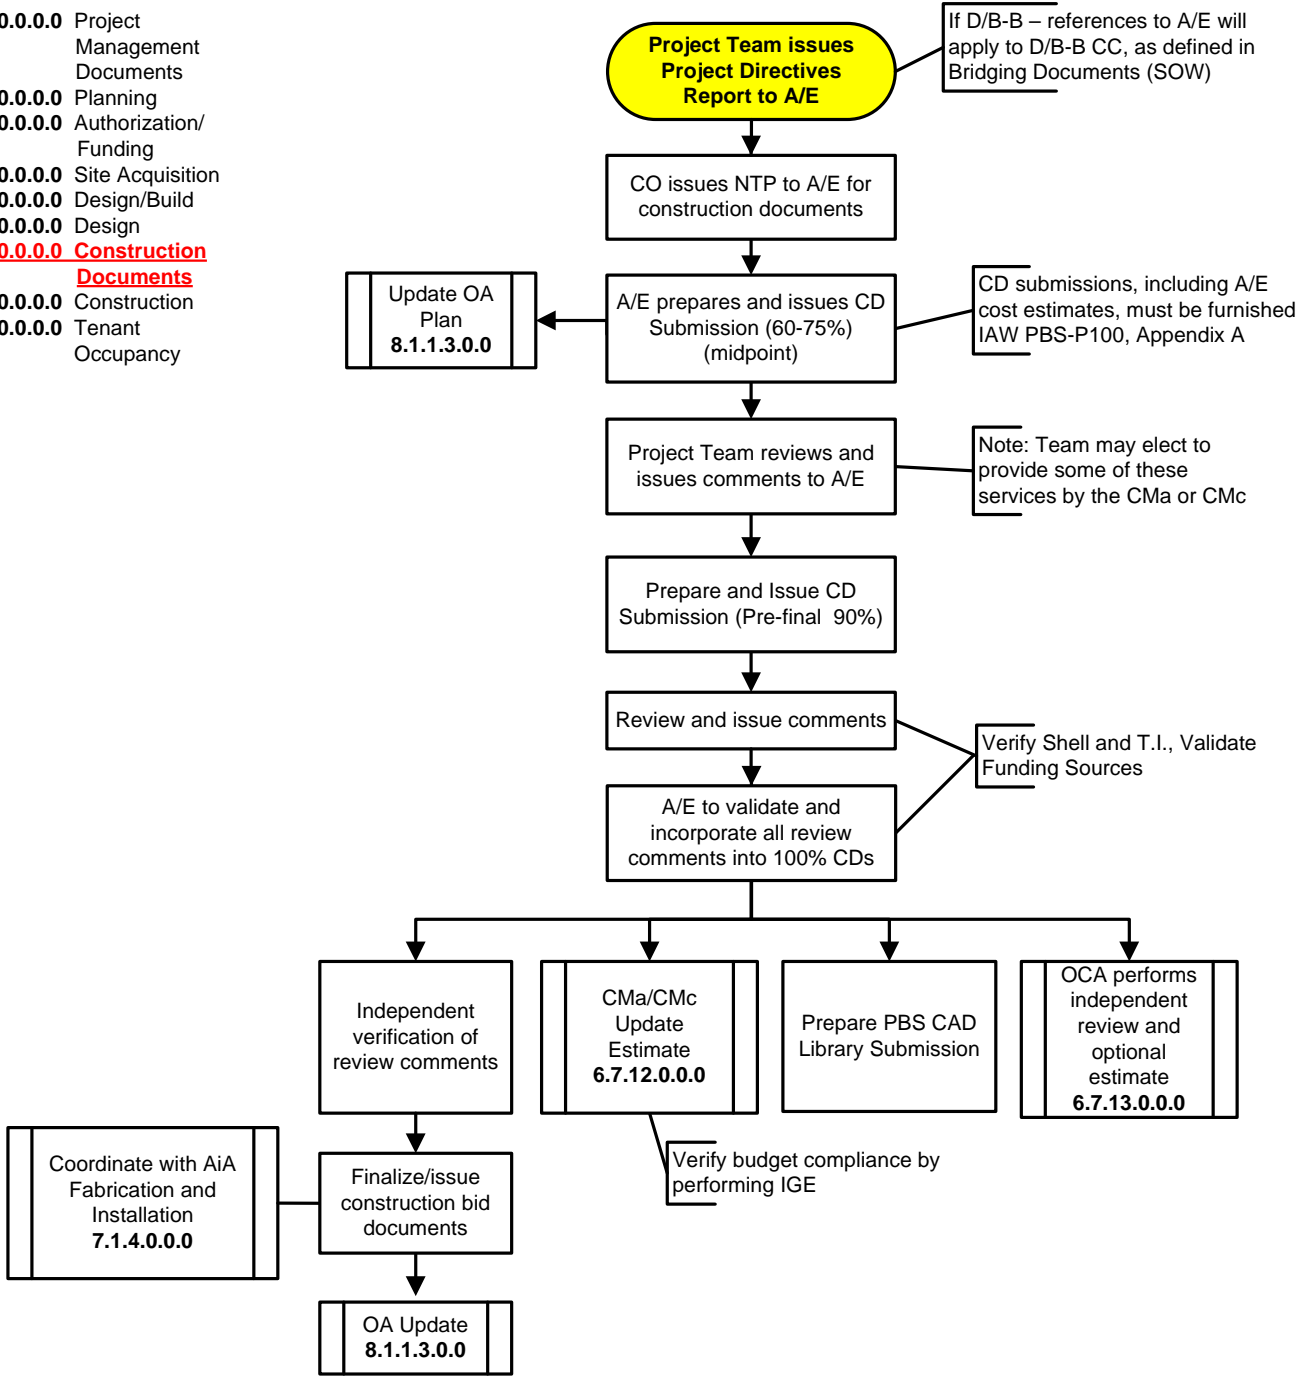 0.0.0.0 Project
Management
Documents
0.0.0.0 Planning
0.0.0.0 Authorization/
Funding
0.0.0.0 Site Acquisition
0.0.0.0 Design/Build
0.0.0.0 Design
0.0.0.0 Construction
Documents
0.0.0.0 Construction
0.0.0.0 Tenant
Occupancy
Project Team issues
Project Directives
Report to A/E
If D/B-B – references to A/E will
apply to D/B-B CC, as defined in
Bridging Documents (SOW)
CO issues NTP to A/E for
construction documents
Update OA
Plan
8.1.1.3.0.0
A/E prepares and issues CD
Submission (60-75%)
(midpoint)
CD submissions, including A/E
cost estimates, must be furnished
IAW PBS-P100, Appendix A
Project Team reviews and
issues comments to A/E
Note: Team may elect to
provide some of these
services by the CMa or CMc
Prepare and Issue CD
Submission (Pre-final 90%)
Review and issue comments
Verify Shell and T.I., Validate
Funding Sources
A/E to validate and
incorporate all review
comments into 100% CDs
Independent
verification of
review comments
CMa/CMc
Update
Estimate
6.7.12.0.0.0
Prepare PBS CAD
Library Submission
OCA performs
independent
review and
optional
estimate
6.7.13.0.0.0
Coordinate with AiA
Fabrication and
Installation
7.1.4.0.0.0
Finalize/issue
construction bid
documents
Verify budget compliance by
performing IGE
OA Update
8.1.1.3.0.0